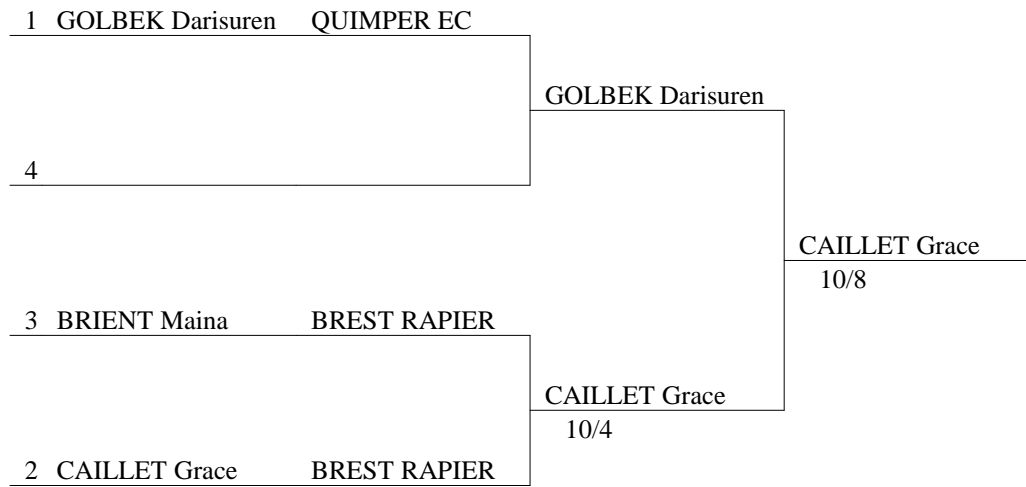 1 GOLBEK Darisuren QUIMPER EC
GOLBEK Darisuren
4
CAILLET Grace
10/8
3 BRIENT Maina BREST RAPIER
CAILLET Grace
10/4
2 CAILLET Grace BREST RAPIER